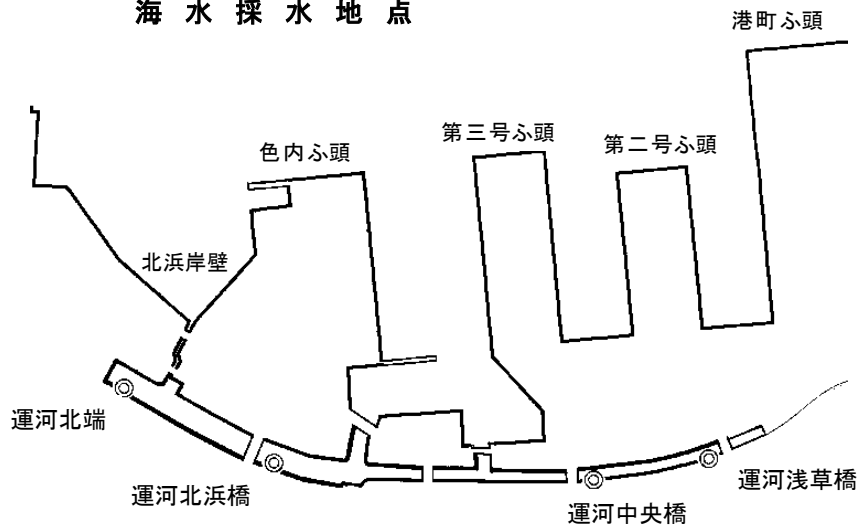 海水採水地点
港町ふ頭
第三号ふ頭
第二号ふ頭
色内ふ頭
北浜岸壁
運河北端
運河北浜橋
運河中央橋
運河浅草橋